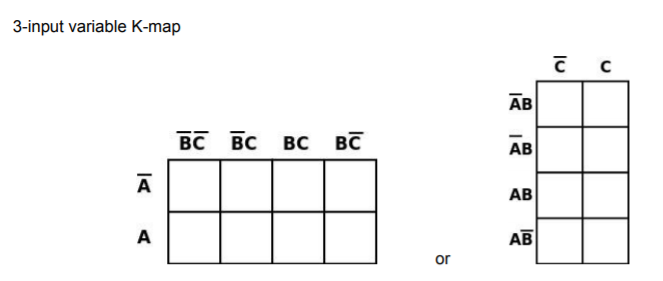 3-input variable K-map
B̅C̅ B̅C BC BC̅
A̅
A
or
C̅ C
A̅B
A̅B
AB
AB̅